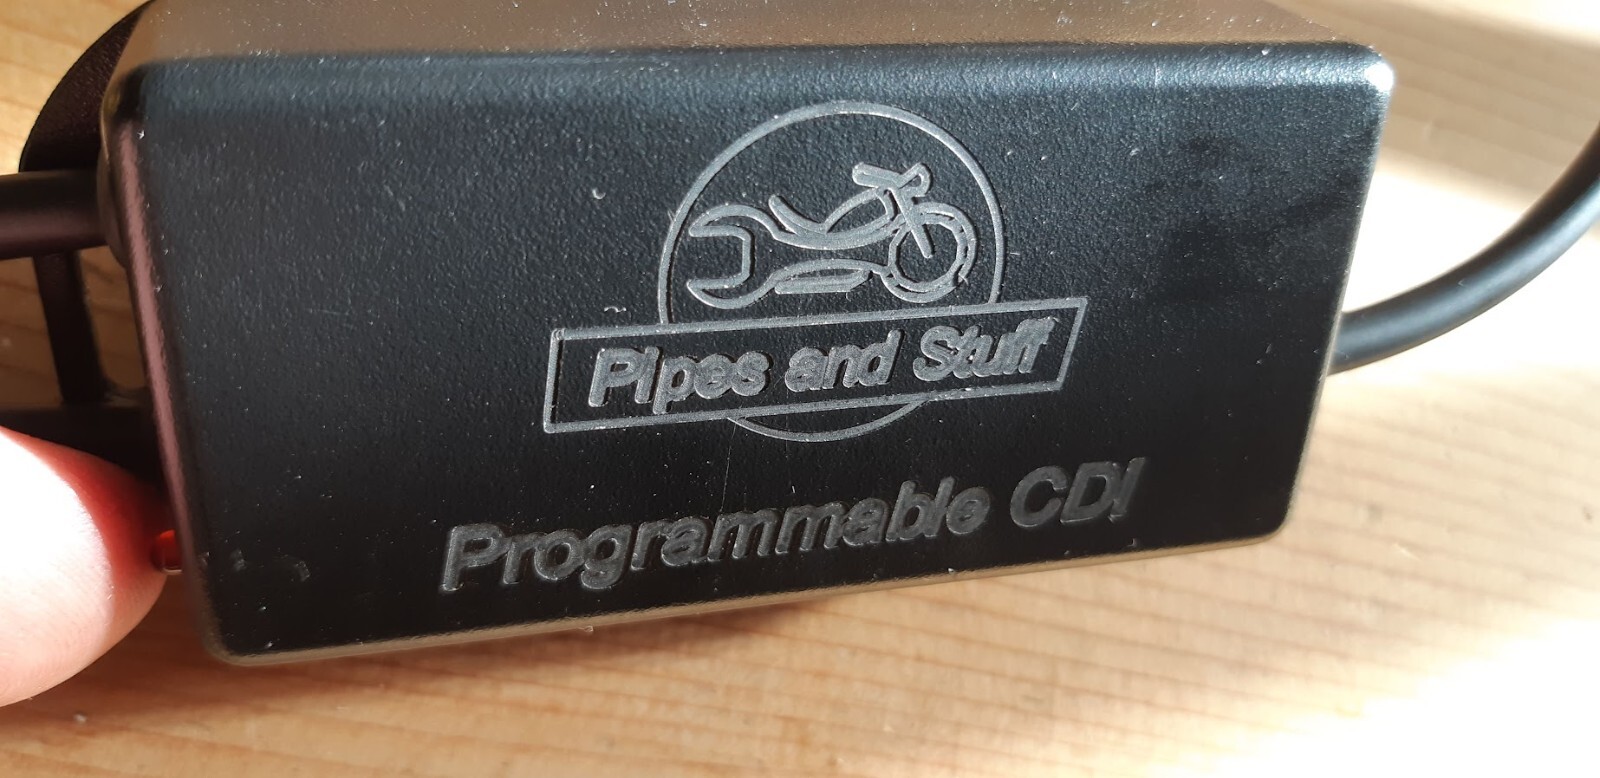 Pipes and Stuff
Programmable CDI